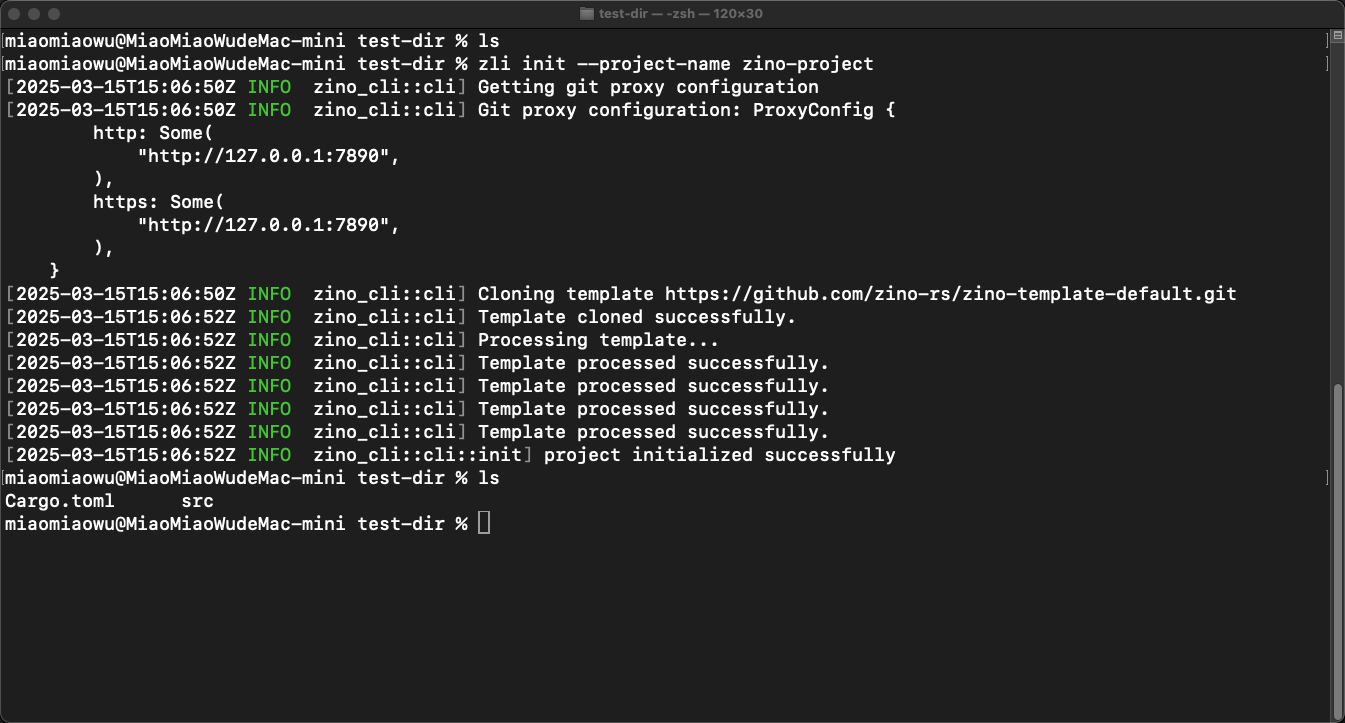 test-dir — -zsh — 120×30
miaomiaowu@MiaoMiaoWudeMac-mini test-dir % ls
miaomiaowu@MiaoMiaoWudeMac-mini test-dir % zli init --project-name zino-project
[2025-03-15T15:06:50Z INFO  zino_cli::cli] Getting git proxy configuration
[2025-03-15T15:06:50Z INFO  zino_cli::cli] Git proxy configuration: ProxyConfig {
        http: Some(
            "http://127.0.0.1:7890",
        ),
        https: Some(
            "http://127.0.0.1:7890",
        ),
    }
[2025-03-15T15:06:50Z INFO  zino_cli::cli] Cloning template https://github.com/zino-rs/zino-template-default.git
[2025-03-15T15:06:52Z INFO  zino_cli::cli] Template cloned successfully.
[2025-03-15T15:06:52Z INFO  zino_cli::cli] Processing template...
[2025-03-15T15:06:52Z INFO  zino_cli::cli] Template processed successfully.
[2025-03-15T15:06:52Z INFO  zino_cli::cli] Template processed successfully.
[2025-03-15T15:06:52Z INFO  zino_cli::cli] Template processed successfully.
[2025-03-15T15:06:52Z INFO  zino_cli::cli] Template processed successfully.
[2025-03-15T15:06:52Z INFO  zino_cli::cli::init] project initialized successfully
miaomiaowu@MiaoMiaoWudeMac-mini test-dir % ls
Cargo.toml      src
miaomiaowu@MiaoMiaoWudeMac-mini test-dir %